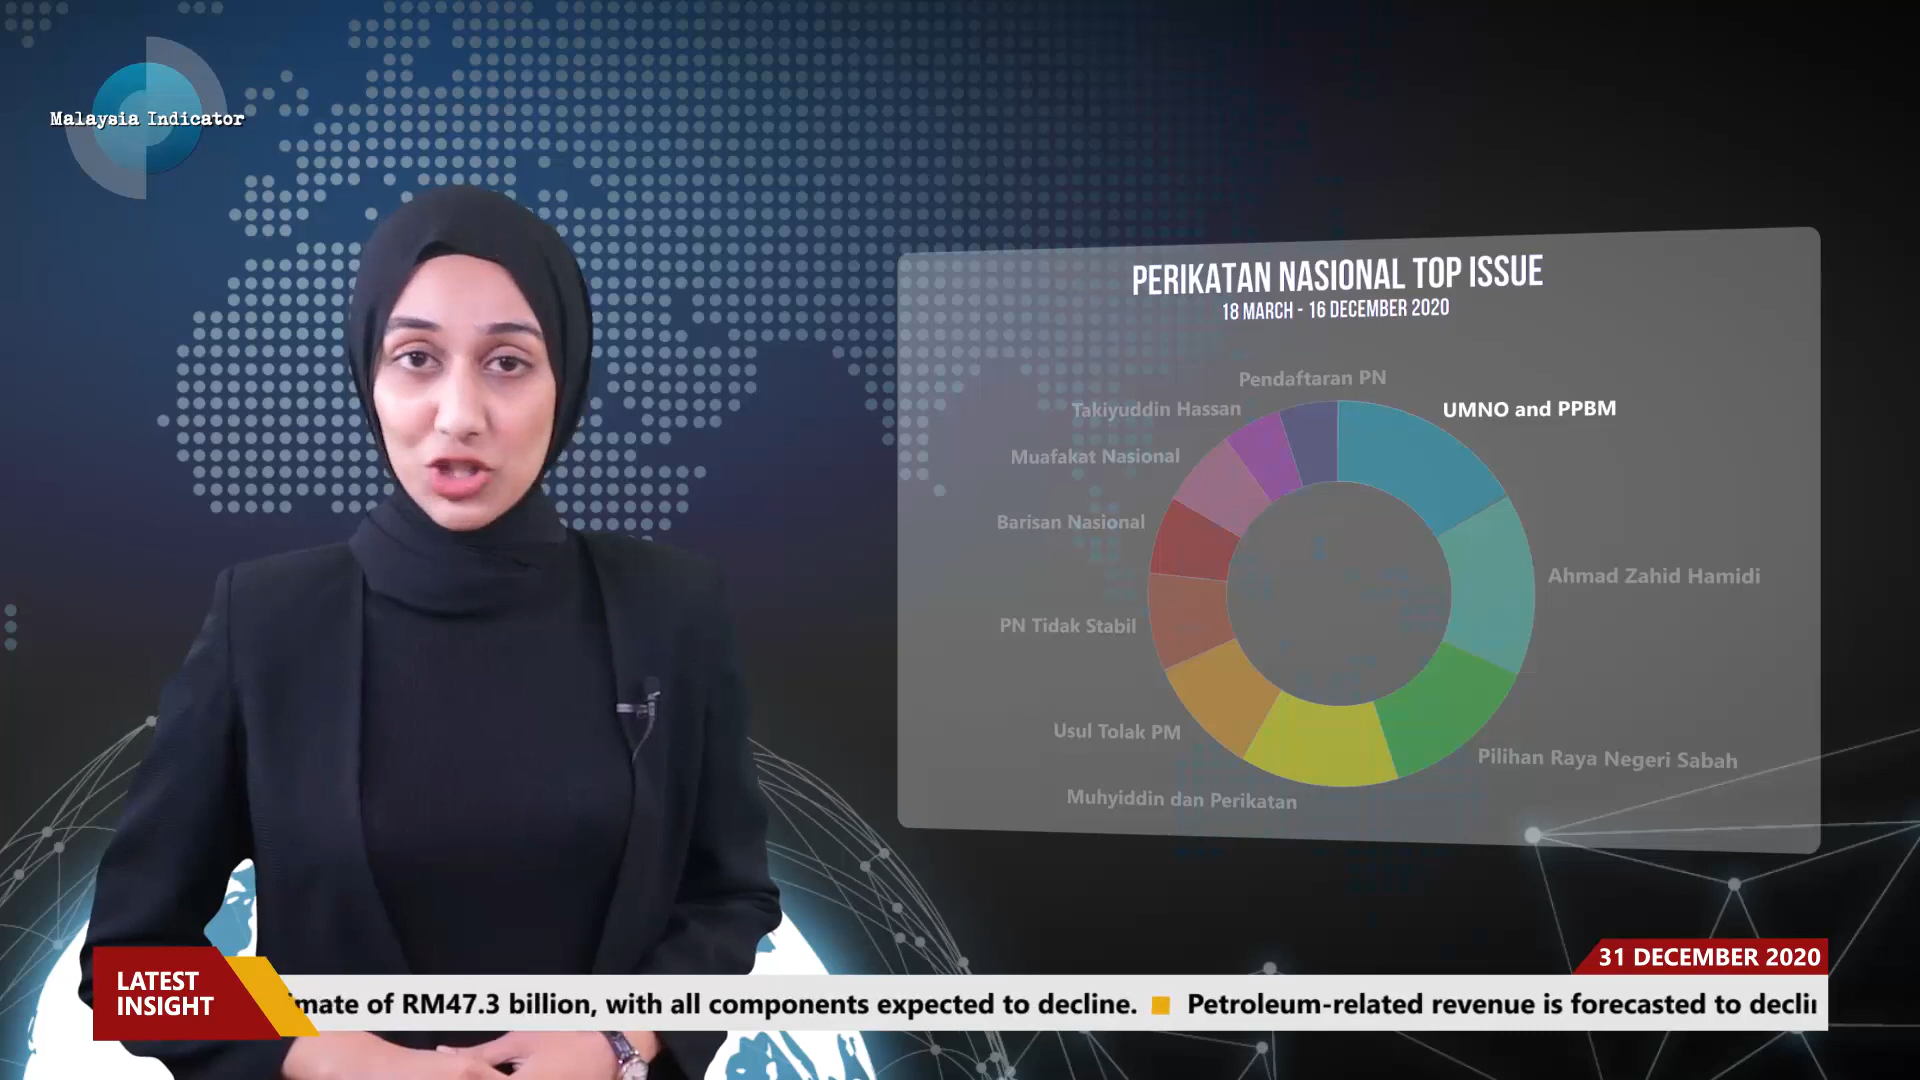 Malaysia Indicator
PERIKATAN NASIONAL TOP ISSUE
18 MARCH - 16 DECEMBER 2020
Pendaftaran PN
Takiyuddin Hassan
UMNO and PPBM
Muafakat Nasional
Barisan Nasional
Ahmad Zahid Hamidi
PN Tidak Stabil
Usul Tolak PM
Pilihan Raya Negeri Sabah
Muhyiddin dan Perikatan
31 DECEMBER 2020
LATEST
INSIGHT
of RM47.3 billion, with all components expected to decline. Petroleum-related revenue is forecasted to